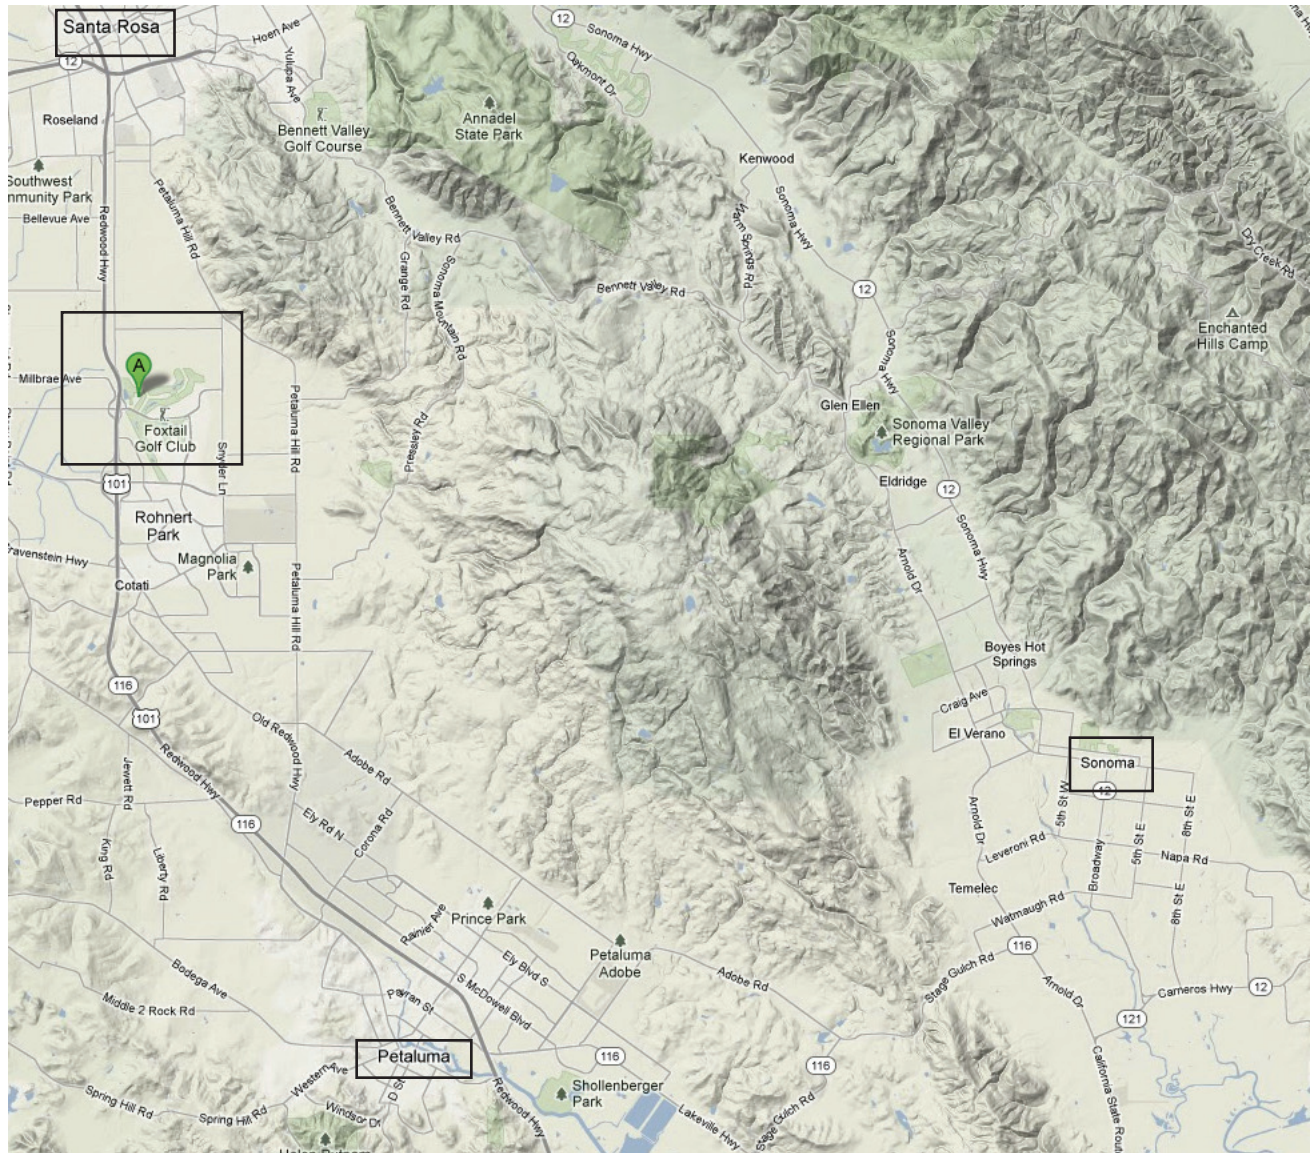 Santa Rosa
Hoen Ave
12
Sonoma Hwy
12
Yulupa Ave
Oakmont Dr
Roseland
Bennett Valley
Golf Course
Annadel
State Park
Kenwood
Southwest
mmunity Park
Petaluma Hill Rd
Sonoma Hwy
Bellevue Ave
Redwood Hwy
Bennett Valley Rd
Warm Springs Rd
Dry Creek Rd
Grange Rd
Sonoma Mountain Rd
Bennett Valley Rd
12
Enchanted
Hills Camp
Sonoma Hwy
A
Millbrae Ave
Petaluma Hill Rd
Glen Ellen
Foxtail
Golf Club
Pressley Rd
Sonoma Valley
Regional Park
Snyder Ln
101
Eldridge
12
Rohnert
Park
Sonoma Hwy
ravenstein Hwy
Magnolia
Park
Cotati
Petaluma Hill Rd
Arnold Dr
Boyes Hot
Springs
116
Craig Ave
101
Old Redwood Hwy
El Verano
Adobe Rd
Redwood Hwy
Sonoma
Jewett Rd
12
Pepper Rd
5th St W
8th St E
116
Ely Rd N
Corona Rd
Arnold Dr
Leveroni Rd
5th St E
King Rd
Liberty Rd
Broadway
Napa Rd
Temelec
Prince Park
Rainier Ave
Watmaugh Rd
8th St E
116
Petaluma
Adobe
Ely Blvd S
Bodega Ave
S McDowell Blvd
Adobe Rd
Stage Gulch Rd
Arnold Dr
Carneros Hwy
12
Payran St
Middle 2 Rock Rd
121
Petaluma
116
116
Western Ave
D St
Redwood Hwy
Shollenberger
Park
Spring Hill Rd
Spring Hill Rd
Windsor Dr
Lakeville Hwy
Stage Gulch Rd
California State Rout